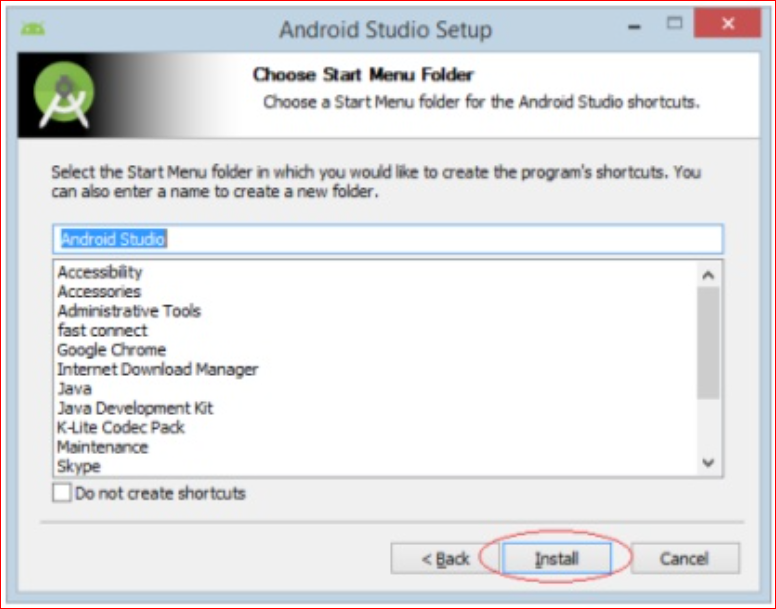 Android Studio Setup
Choose Start Menu Folder
Choose a Start Menu folder for the Android Studio shortcuts.
Select the Start Menu folder in which you would like to create the program's shortcuts. You
can also enter a name to create a new folder.
Android Studio
Accessibility
Accessories
Administrative Tools
fast connect
Google Chrome
Internet Download Manager
Java
Java Development Kit
K-Lite Codec Pack
Maintenance
Skype
Do not create shortcuts
< Back Install Cancel